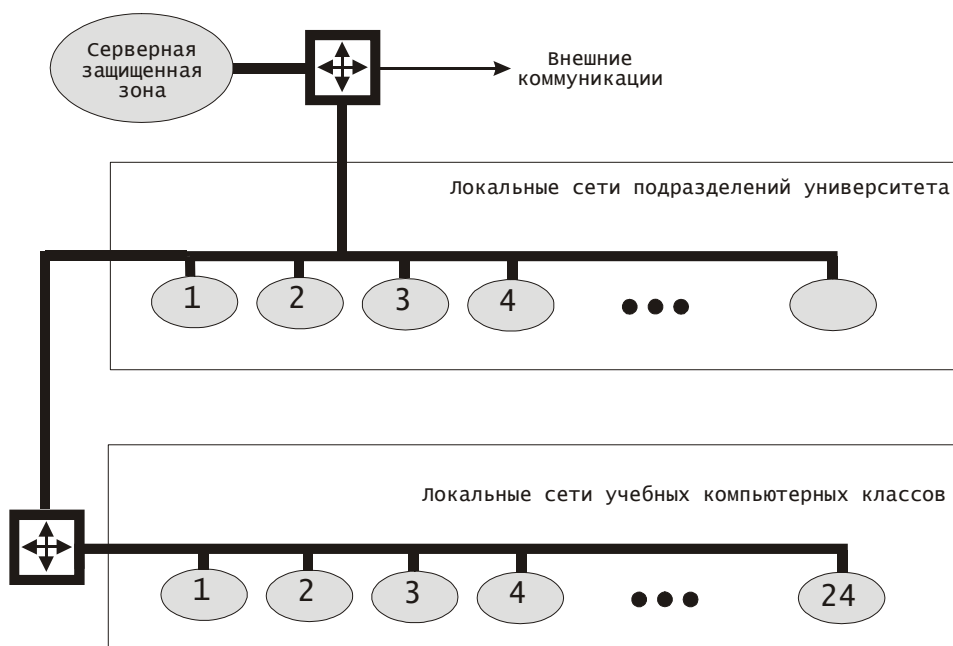 Серверная
защищенная
зона
Внешние
коммуникации
Локальные сети подразделений университета
1 2 3 4
Локальные сети учебных компьютерных классов
1 2 3 4 24